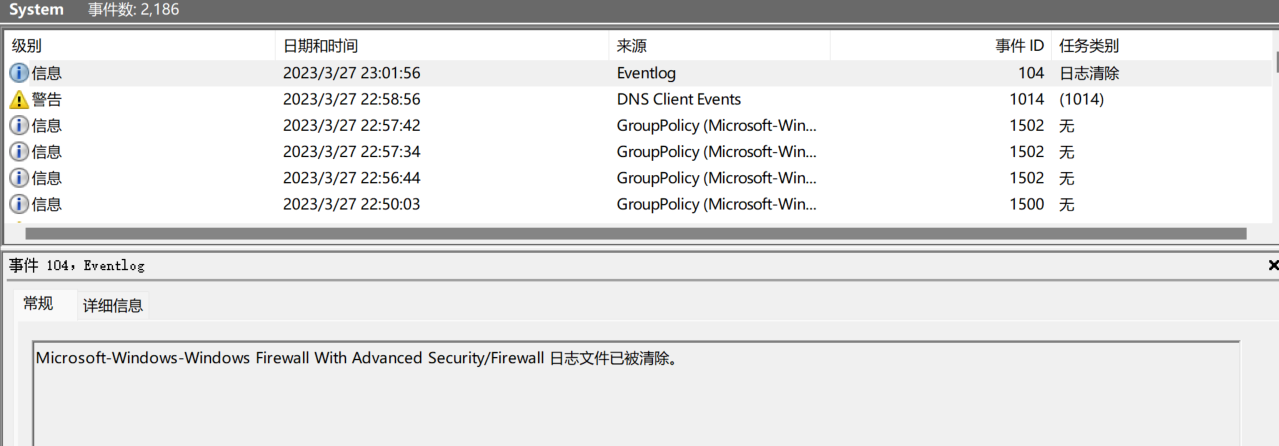 System 事件数: 2,186
级别 日期和时间 来源 事件 ID 任务类别
信息 2023/3/27 23:01:56 Eventlog 104 日志清除
警告 2023/3/27 22:58:56 DNS Client Events 1014 (1014)
信息 2023/3/27 22:57:42 GroupPolicy (Microsoft-Win... 1502 无
信息 2023/3/27 22:57:34 GroupPolicy (Microsoft-Win... 1502 无
信息 2023/3/27 22:56:44 GroupPolicy (Microsoft-Win... 1502 无
信息 2023/3/27 22:50:03 GroupPolicy (Microsoft-Win... 1500 无
事件 104，Eventlog
常规 详细信息
Microsoft-Windows-Windows Firewall With Advanced Security/Firewall 日志文件已被清除。